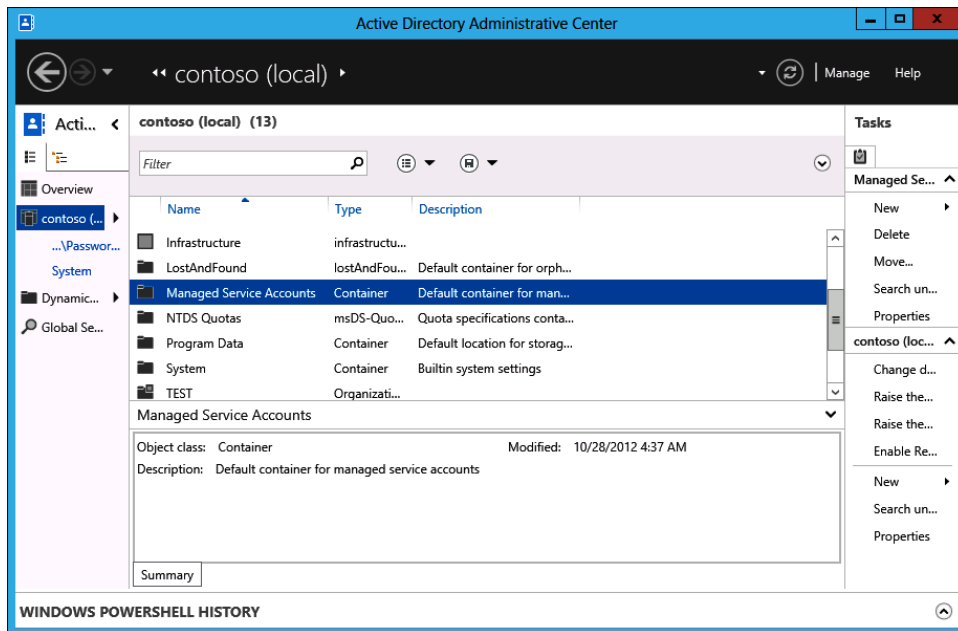 Active Directory Administrative Center
contoso (local)
Manage Help
Acti...
contoso (local) (13)
Tasks
Filter
Overview
contoso (...
...\Passwor...
System
Dynamic...
Global Se...
Name Type Description
Infrastructure infrastructu...
LostAndFound lostAndFou... Default container for orph...
Managed Service Accounts Container Default container for man...
NTDS Quotas msDS-Quo... Quota specifications conta...
Program Data Container Default location for storag...
System Container Builtin system settings
TEST Organizati...
Managed Service Accounts
Object class: Container Modified: 10/28/2012 4:37 AM
Description: Default container for managed service accounts
Summary
Managed Se...
New
Delete
Move...
Search un...
Properties
contoso (loc...
Change d...
Raise the...
Raise the...
Enable Re...
New
Search un...
Properties
WINDOWS POWERSHELL HISTORY